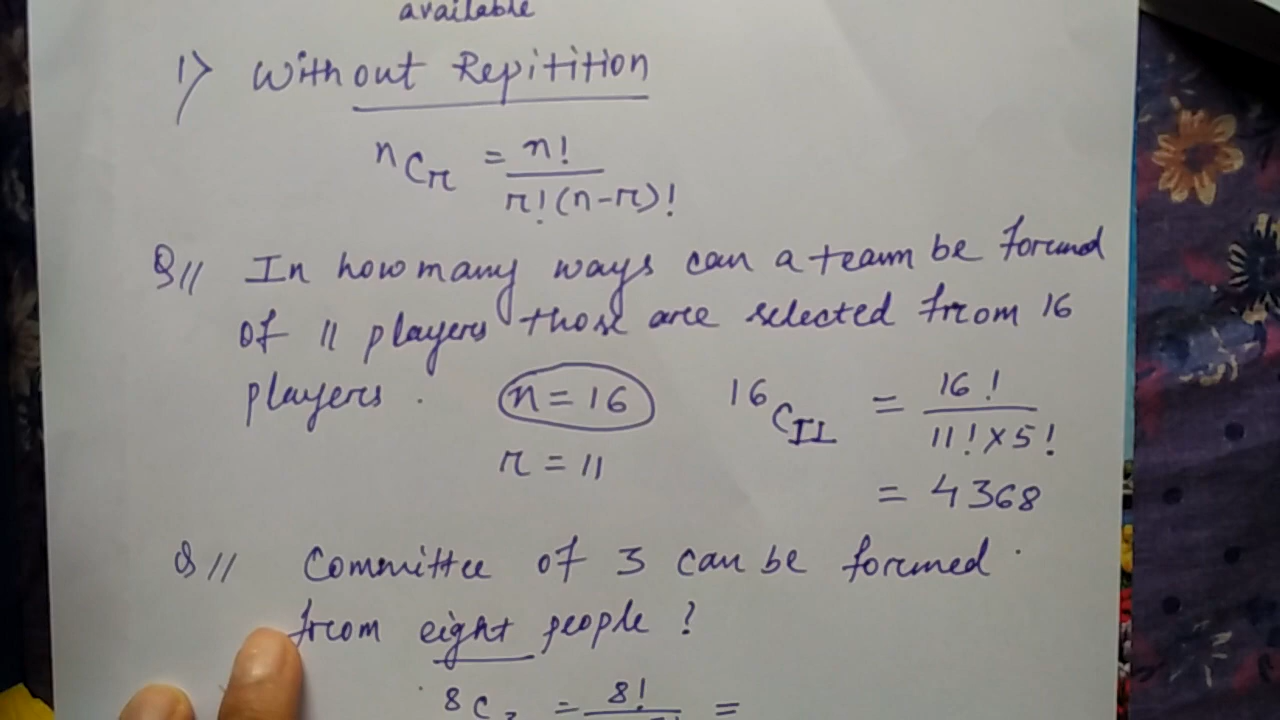 available
1) Without Repitition
nCr = n! / r!(n-r)!
Q// In how many ways can a team be formed
of 11 players those are selected from 16
players. n = 16 16C11 = 16! / 11! × 5!
r = 11
= 4368
Q// Committee of 3 can be formed
from eight people ?
8C = 8! =